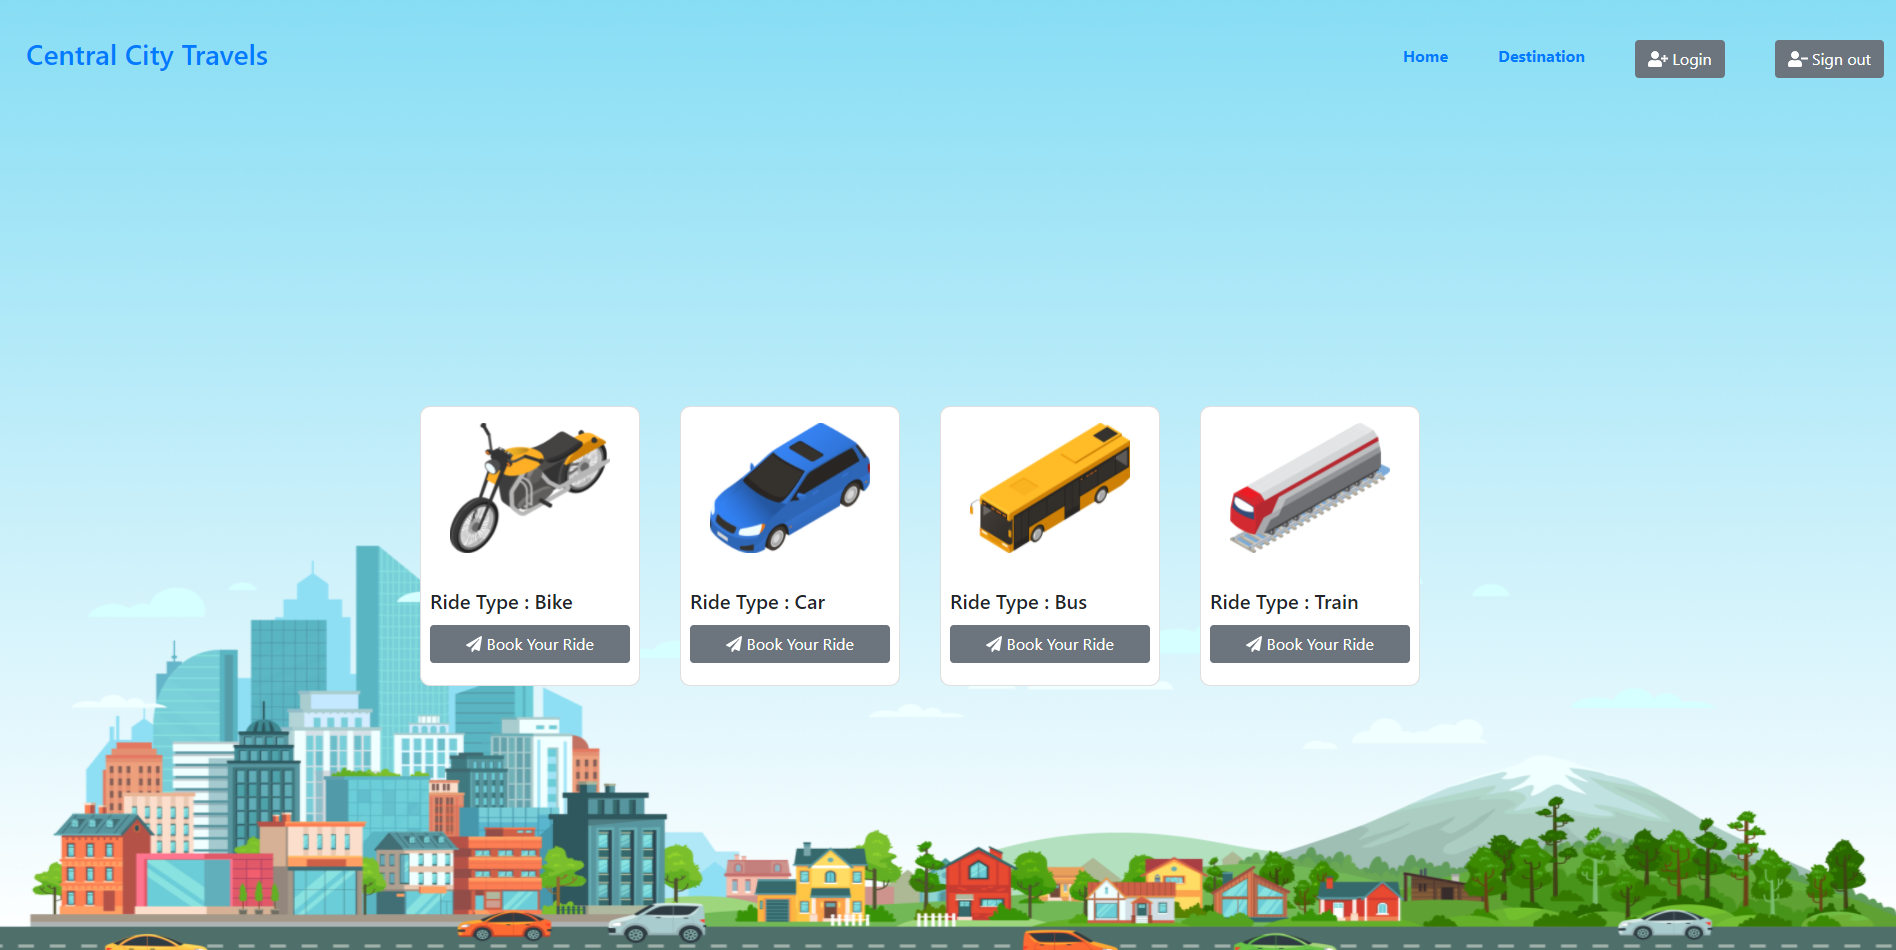 Central City Travels
Home
Destination
Login
Sign out
Ride Type : Bike
Book Your Ride
Ride Type : Car
Book Your Ride
Ride Type : Bus
Book Your Ride
Ride Type : Train
Book Your Ride